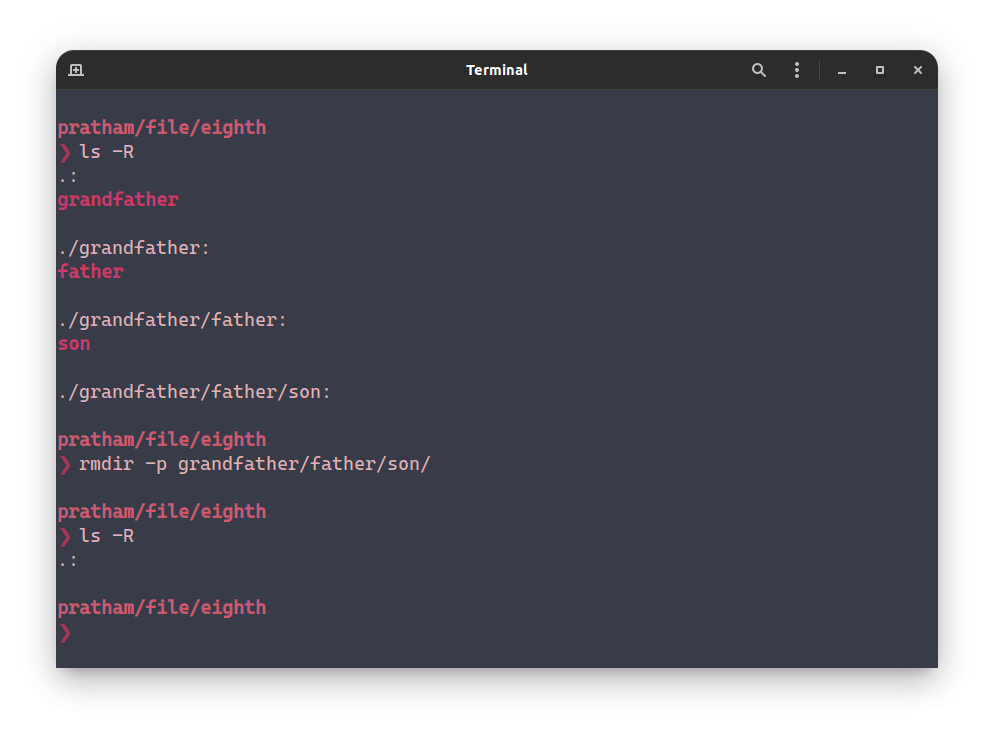 Terminal
pratham/file/eighth
❯ ls -R
.:
grandfather
./grandfather:
father
./grandfather/father:
son
./grandfather/father/son:
pratham/file/eighth
❯ rmdir -p grandfather/father/son/
pratham/file/eighth
❯ ls -R
.:
pratham/file/eighth
❯